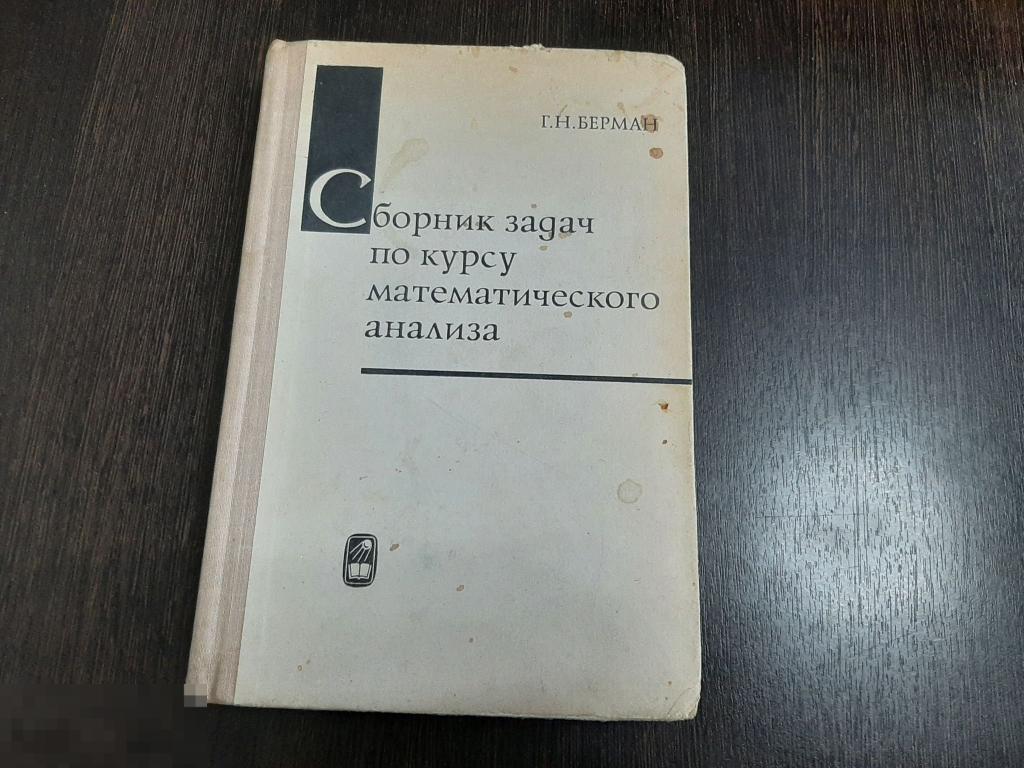 Г.Н.БЕРМАН
Сборник задач
по курсу
математического
анализа